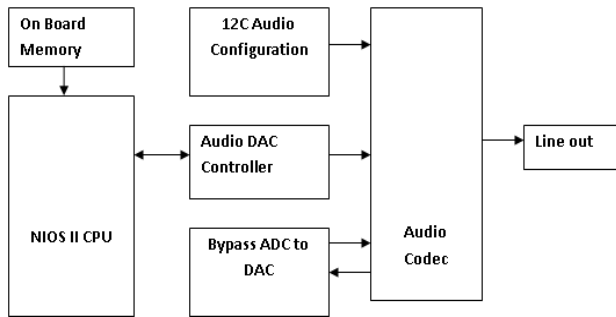 On Board
Memory
12C Audio
Configuration
Audio DAC
Controller
Line out
NIOS II CPU
Bypass ADC to
DAC
Audio
Codec